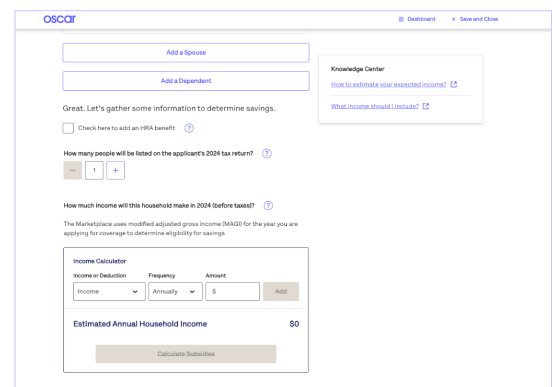 oscar
Dashboard
× Save and Close
Add a Spouse
Add a Dependent
Great. Let's gather some information to determine savings.
Check here to add an HRA benefit ?
How many people will be listed on the applicant's 2024 tax return? ?
− 1 +
How much income will this household make in 2024 (before taxes)? ?
The Marketplace uses modified adjusted gross income (MAGI) for the year you are
applying for coverage to determine eligibility for savings
Income Calculator
Income or Deduction Frequency Amount
Income Annually $ Add
Estimated Annual Household Income $0
Calculate Subsidies
Knowledge Center
How to estimate your expected income?
What income should I include?